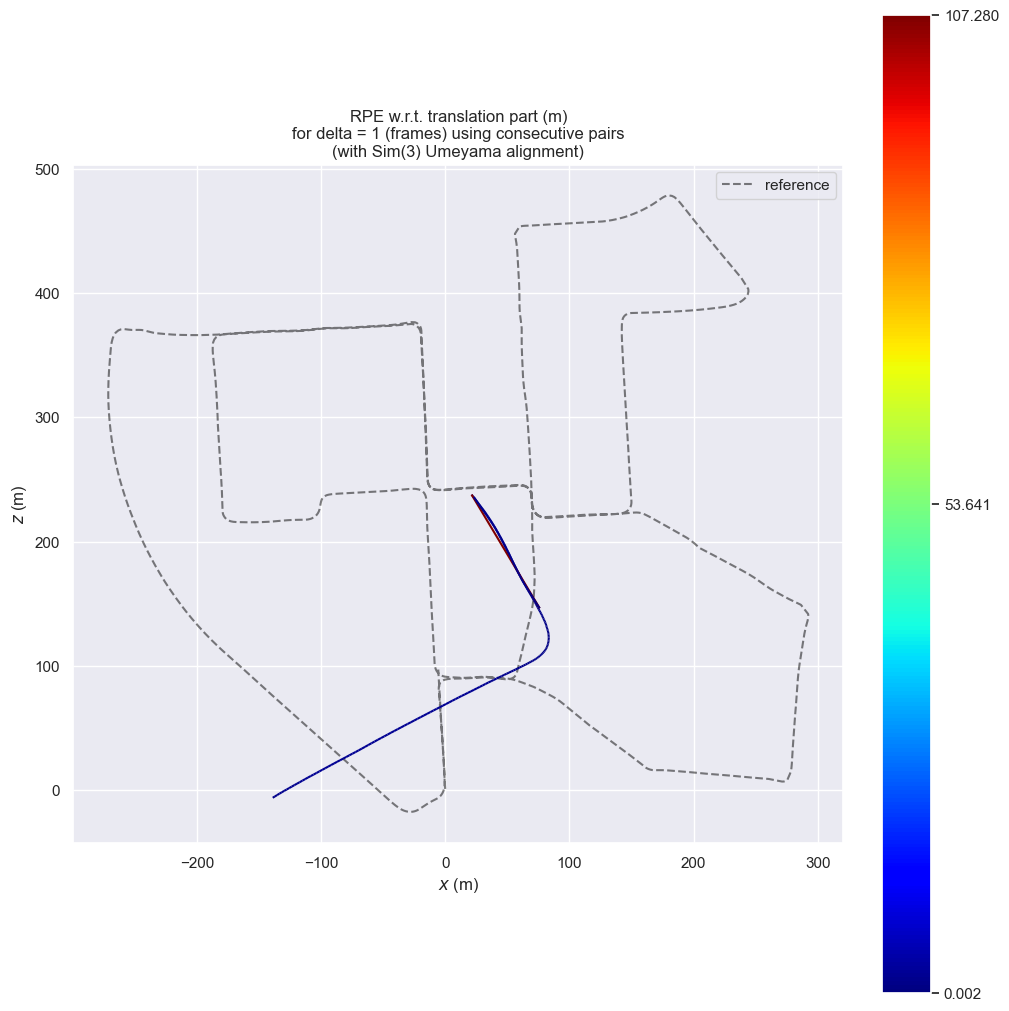 RPE w.r.t. translation part (m)
for delta = 1 (frames) using consecutive pairs
(with Sim(3) Umeyama alignment)
reference
500
400
300
200
100
0
z (m)
−200
−100
0
100
200
300
x (m)
107.280
53.641
0.002